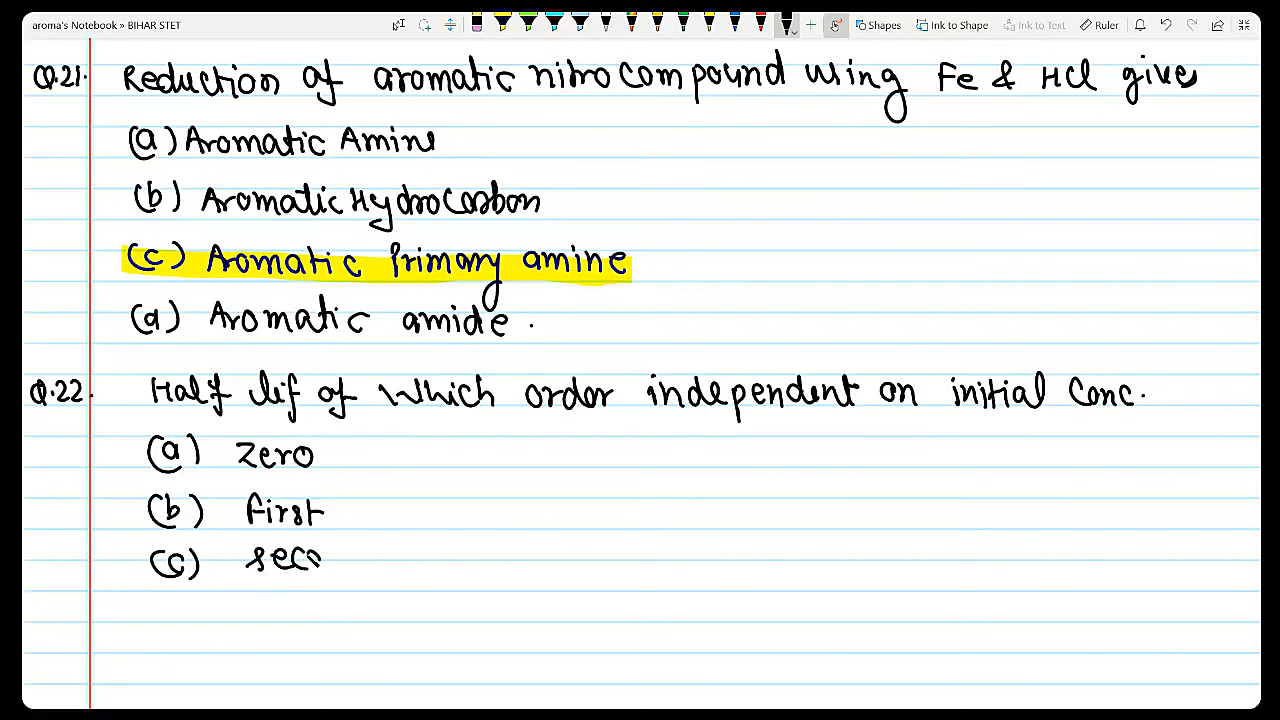 aroma's Notebook » BIHAR STET
Shapes Ink to Shape Ink to Text Ruler
Q.21. Reduction of aromatic nitro compound using Fe & HCl gives
(a) Aromatic Amine
(b) Aromatic Hydrocarbon
(c) Aromatic Primary amine
(d) Aromatic amide.
Q.22. Half lif of which order independent on initial conc.
(a) zero
(b) first
(c) seco